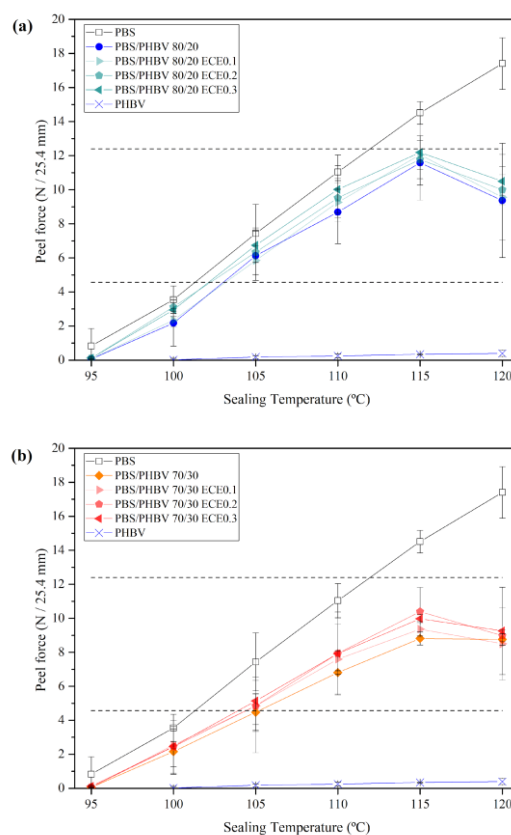 (a)
PBS
PBS/PHBV 80/20
PBS/PHBV 80/20 ECE0.1
PBS/PHBV 80/20 ECE0.2
PBS/PHBV 80/20 ECE0.3
PHBV
Peel force (N / 25.4 mm)
20
18
16
14
12
10
8
6
4
2
0
95 100 105 110 115 120
Sealing Temperature (ºC)
(b)
PBS
PBS/PHBV 70/30
PBS/PHBV 70/30 ECE0.1
PBS/PHBV 70/30 ECE0.2
PBS/PHBV 70/30 ECE0.3
PHBV
Peel force (N / 25.4 mm)
20
18
16
14
12
10
8
6
4
2
0
95 100 105 110 115 120
Sealing Temperature (ºC)